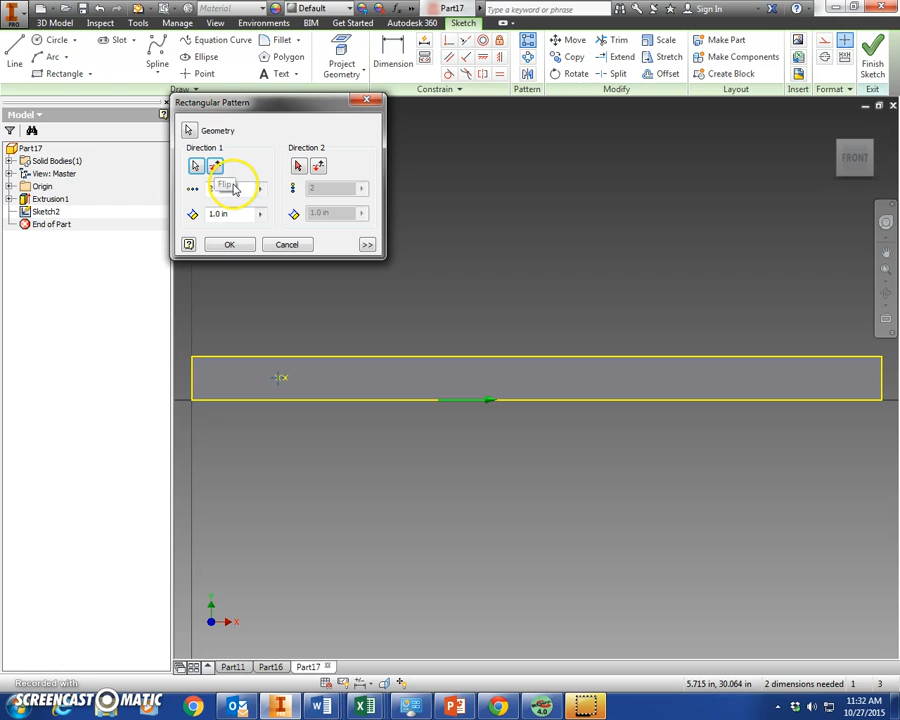 Material
Default
Part17
Type a keyword or phrase
Sign In
PRO
3D Model
Inspect
Tools
Manage
View
Environments
BIM
Get Started
Autodesk 360
Sketch
Line
Circle
Arc
Rectangle
Slot
Spline
Equation Curve
Ellipse
Point
Fillet
Text
Project
Geometry
Dimension
Pattern
Move
Copy
Rotate
Trim
Extend
Split
Scale
Stretch
Offset
Make Part
Make Components
Create Block
Finish
Sketch
Draw
Constrain
Modify
Layout
Insert
Format
Exit
Model
Part17
Solid Bodies(1)
View: Master
Origin
Extrusion1
Sketch2
End of Part
Rectangular Pattern
Geometry
Direction 1
Direction 2
Flip
2
1.0 in
1.0 in
OK
Cancel
>>
FRONT
Y
X
Part11
Part16
Part17
Recorded with
SCREENCAST MATIC
5.715 in, 30.064 in
2 dimensions needed
1
3
11:32 AM
10/27/2015